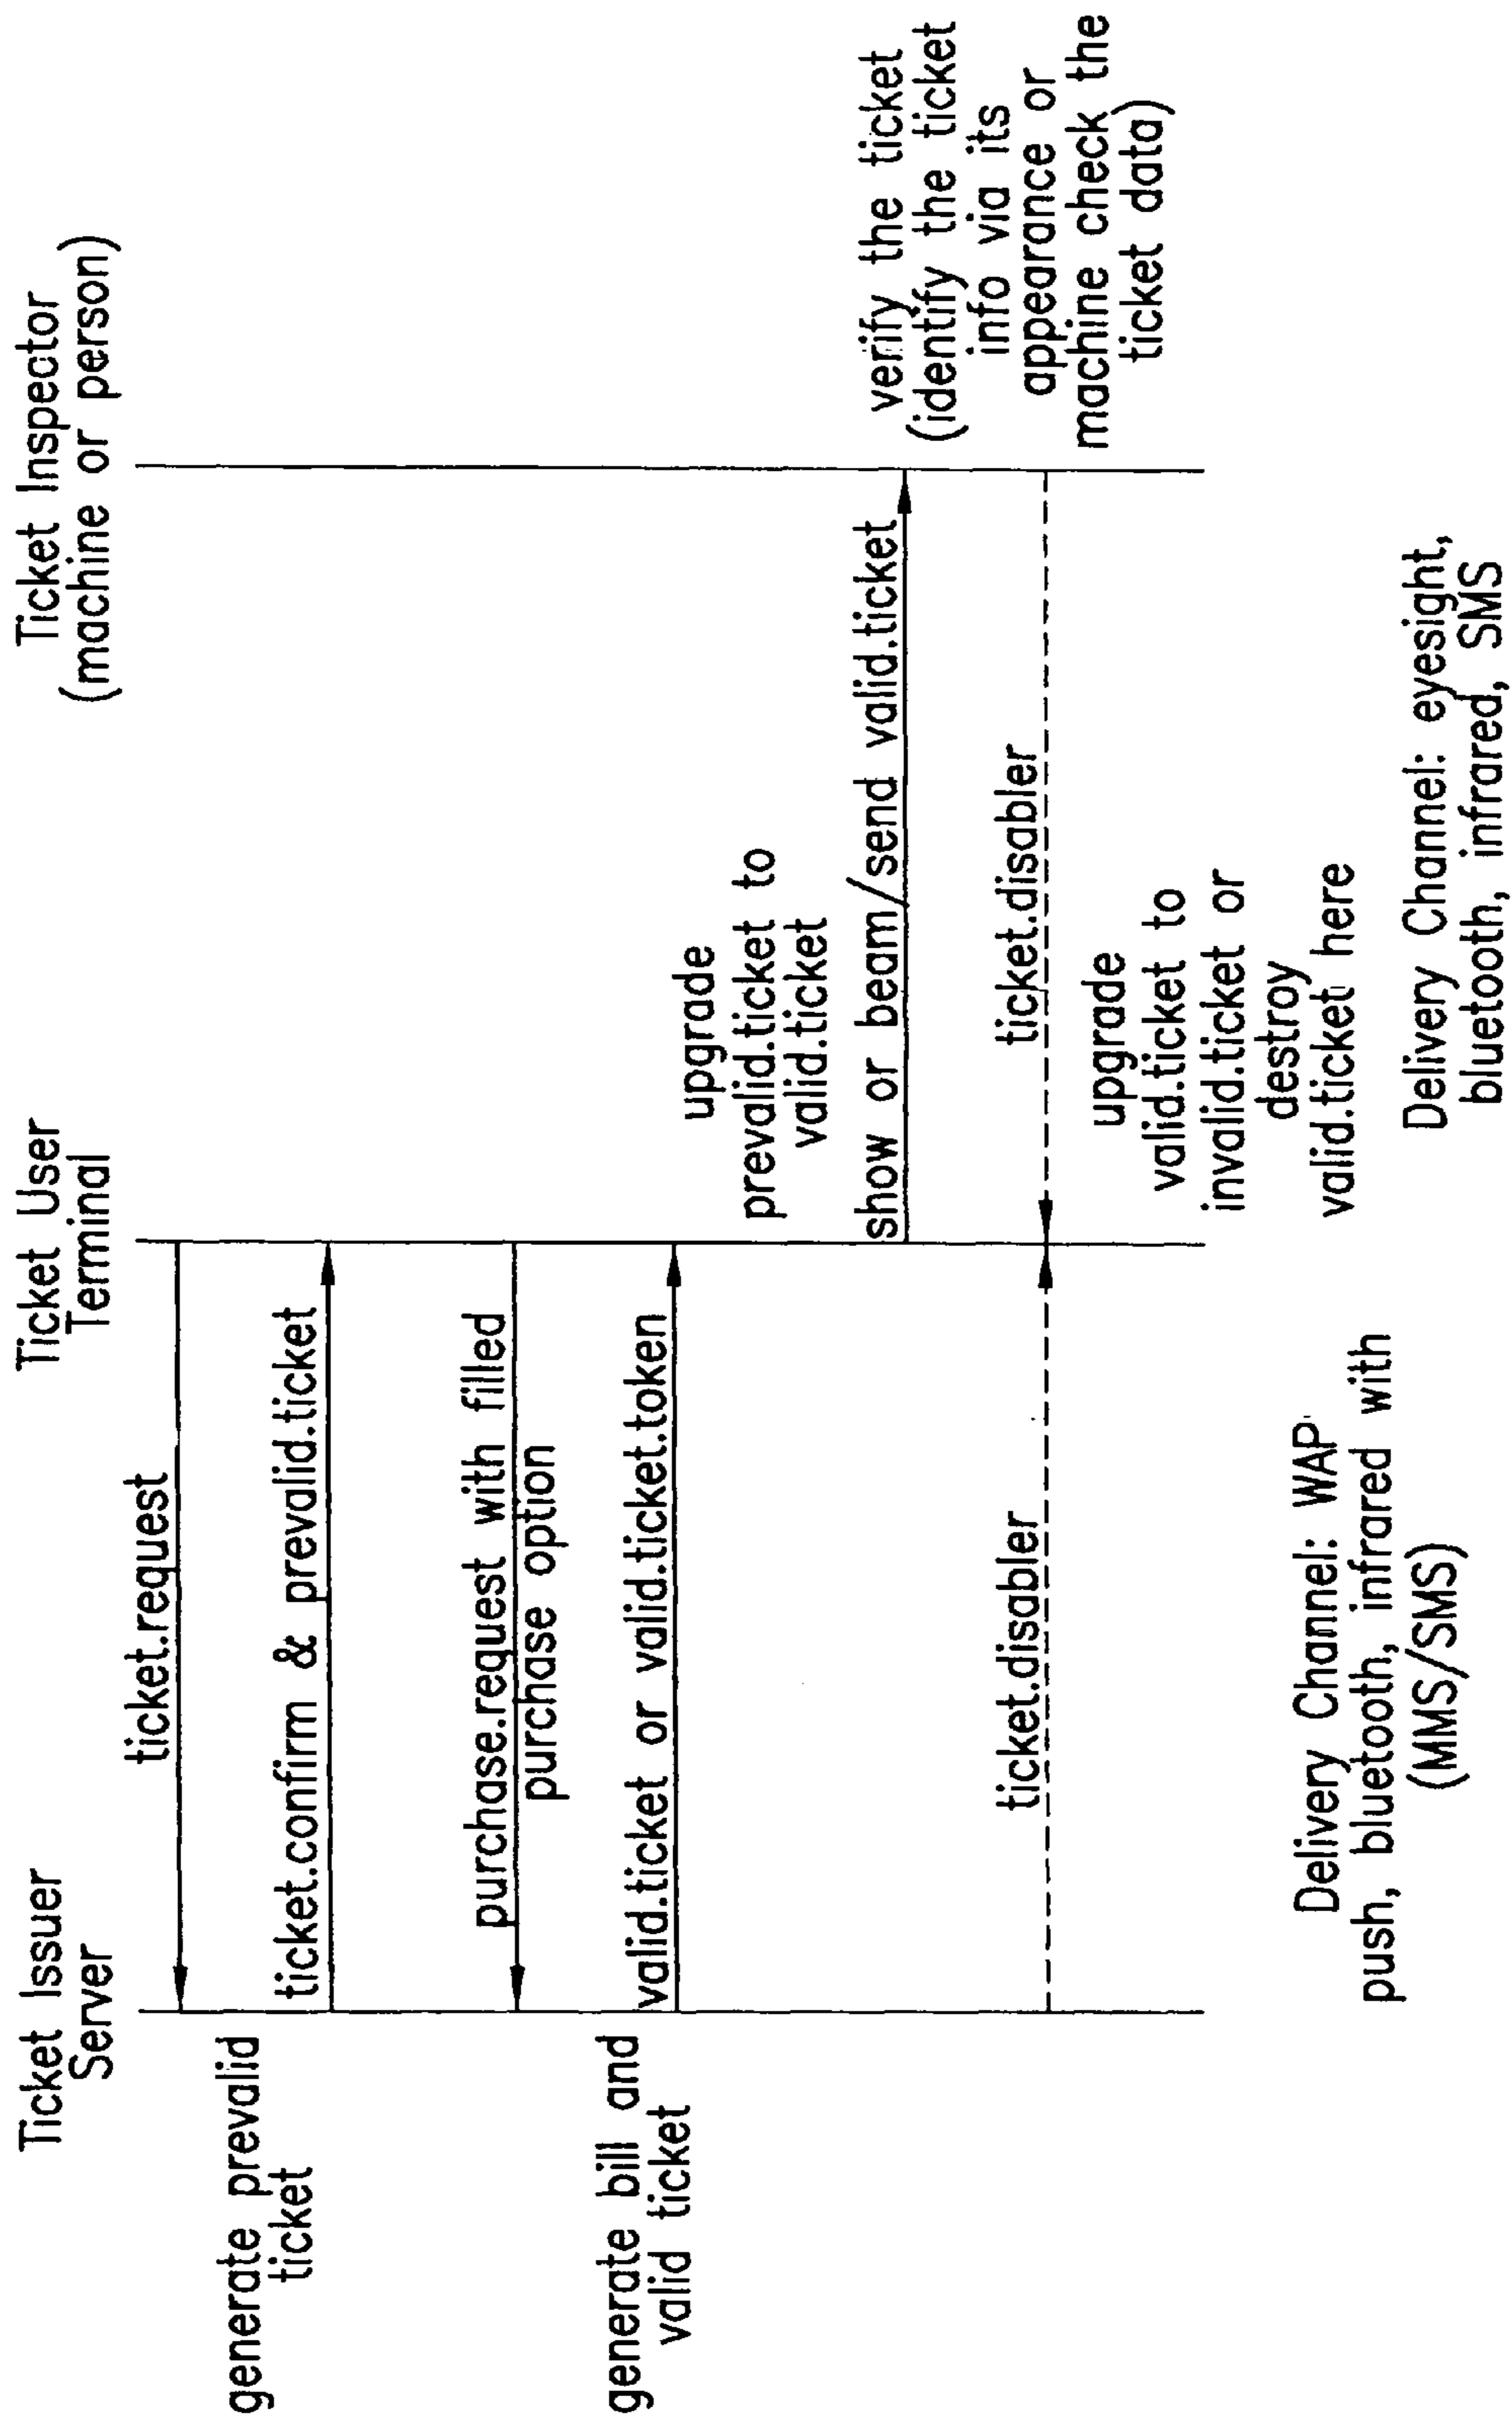 Ticket Issuer
Server
Ticket User
Terminal
Ticket Inspector
(machine or person)
ticket.request
generate prevalid
ticket
ticket.confirm & prevalid.ticket
purchase.request with filled
purchase option
generate bill and
valid ticket
valid.ticket or valid.ticket.token
upgrade
prevalid.ticket to
valid.ticket
show or beam/send valid.ticket
verify the ticket
(identify the ticket
info via its
appearance or
machine check the
ticket data)
ticket.disabler
ticket.disabler
upgrade
valid.ticket to
invalid.ticket or
destroy
valid.ticket here
Delivery Channel: WAP
push, bluetooth, infrared with
(MMS/SMS)
Delivery Channel: eyesight,
bluetooth, infrared, SMS